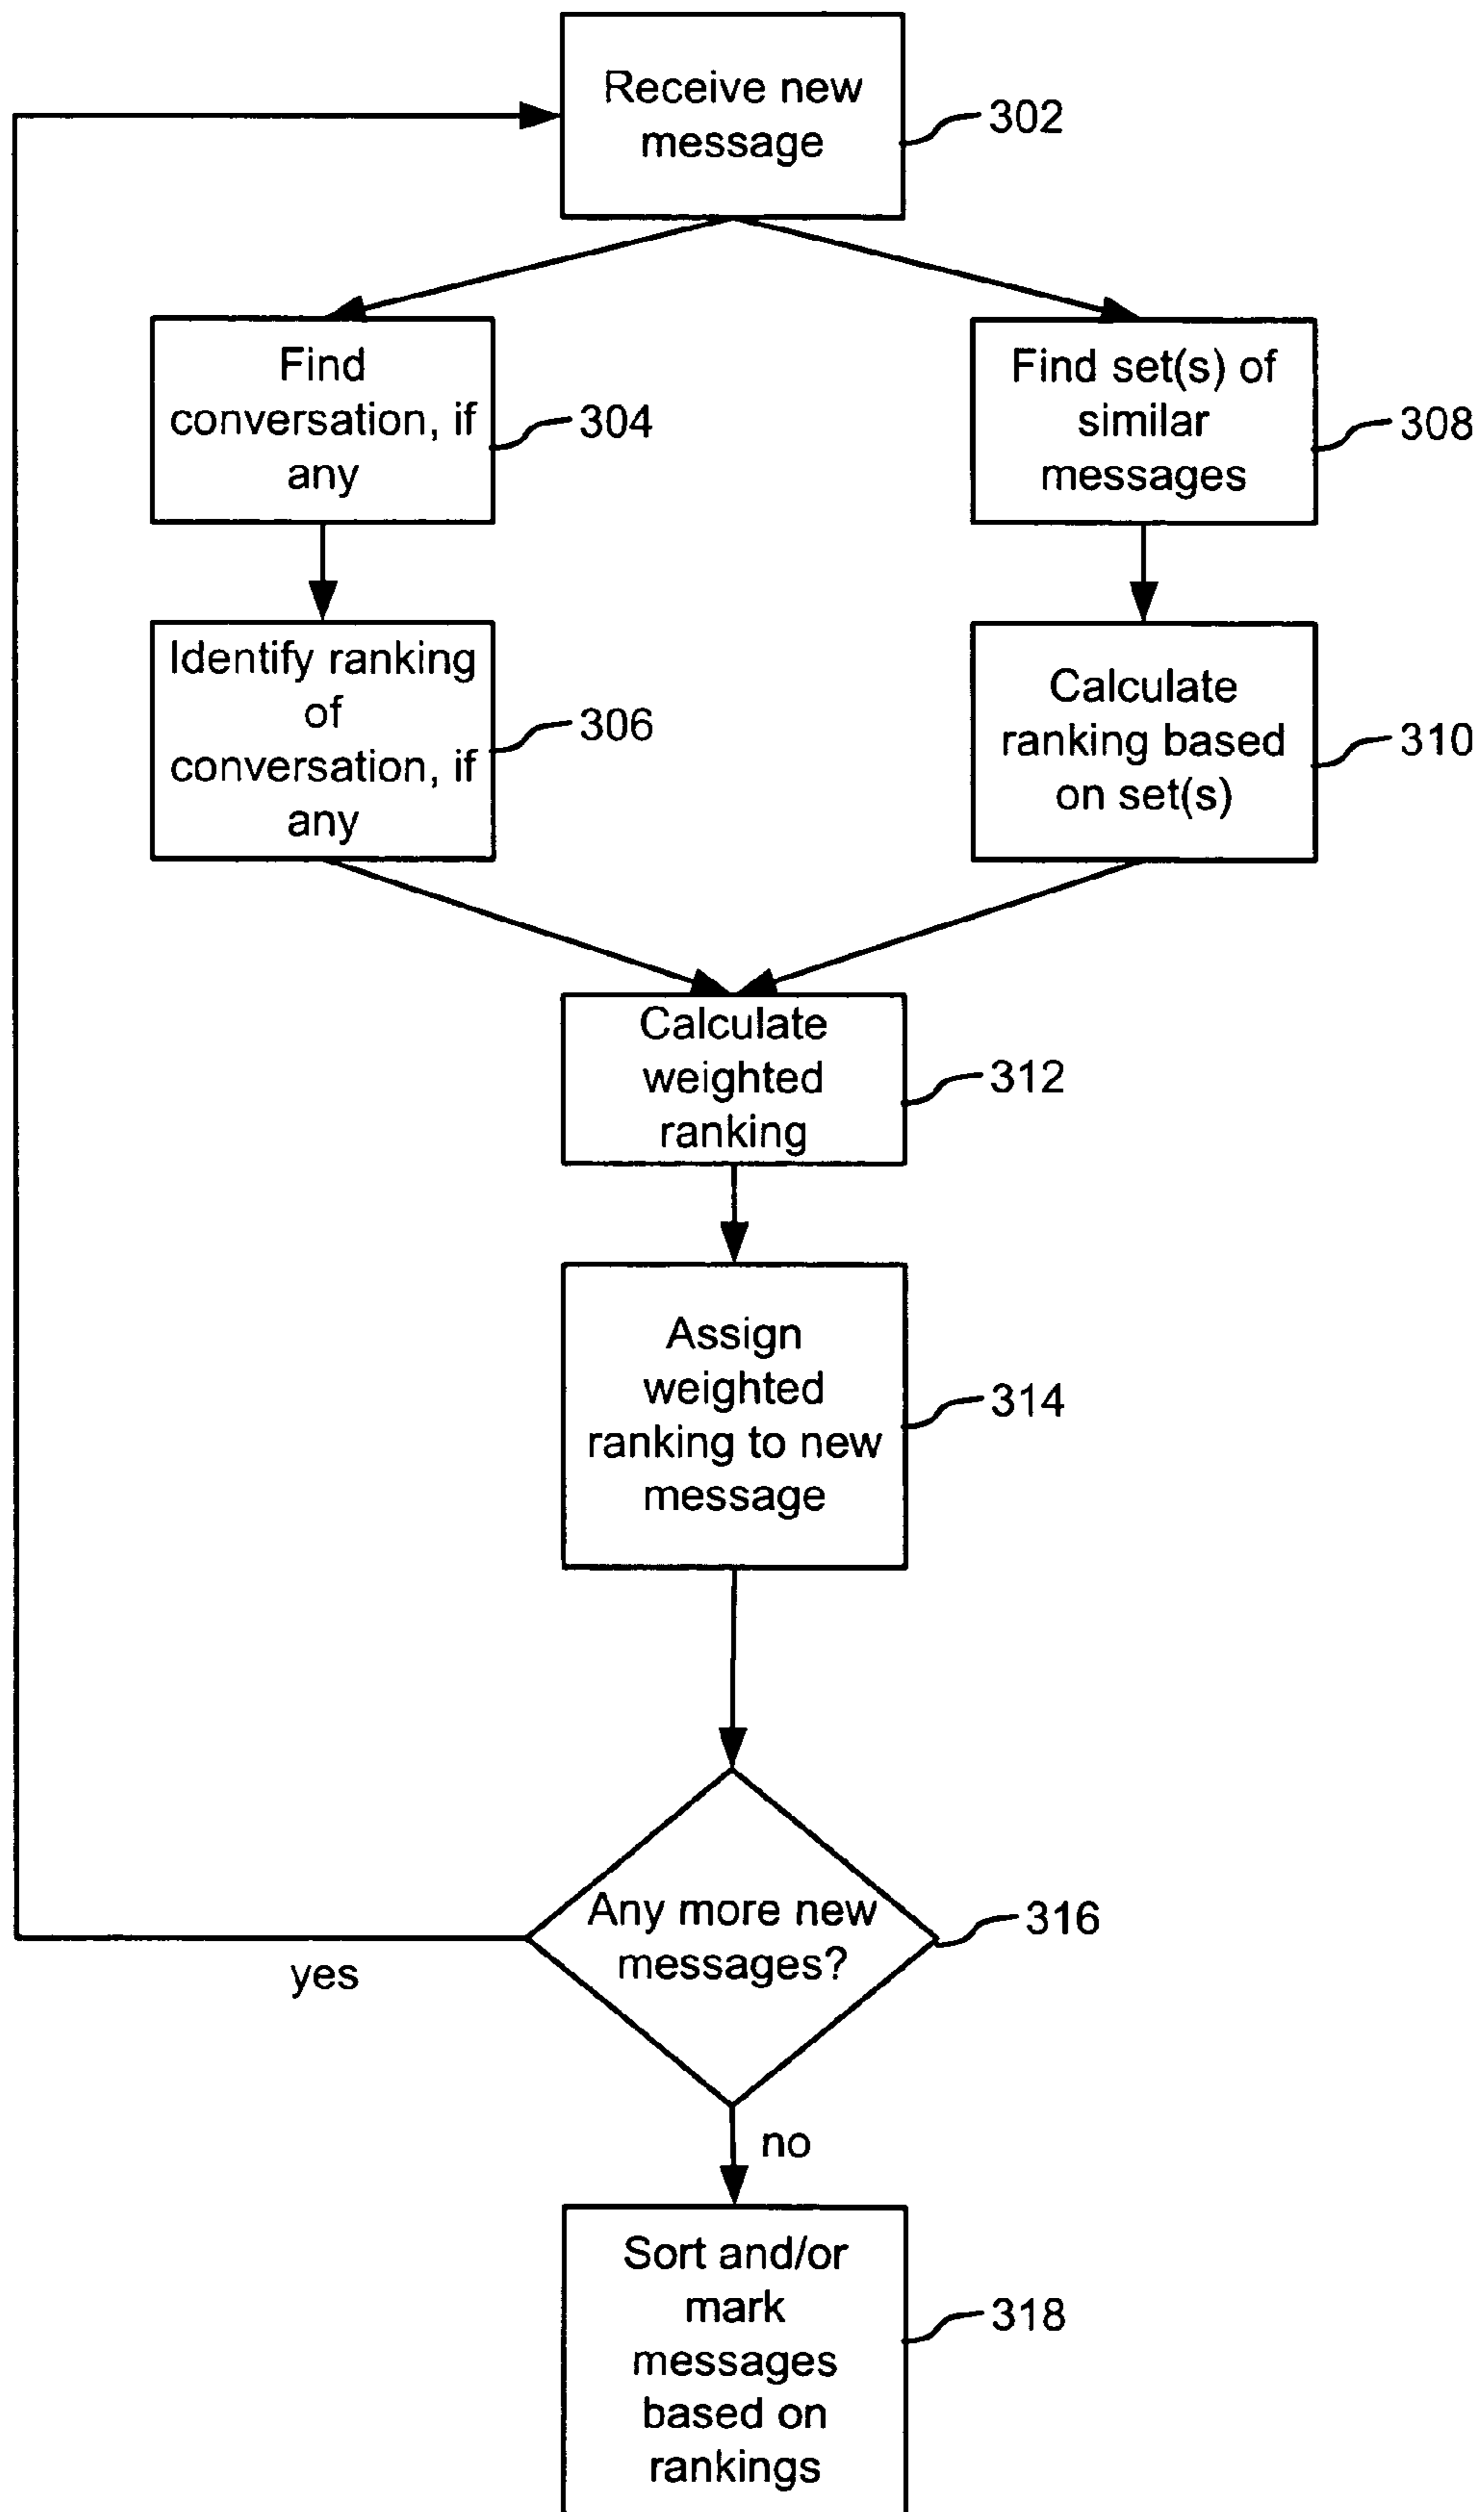 Receive new
message
302
Find
conversation, if
any
304
Find set(s) of
similar
messages
308
Identify ranking
of
conversation, if
any
306
Calculate
ranking based
on set(s)
310
Calculate
weighted
ranking
312
Assign
weighted
ranking to new
message
314
Any more new
messages?
316
yes
no
Sort and/or
mark
messages
based on
rankings
318